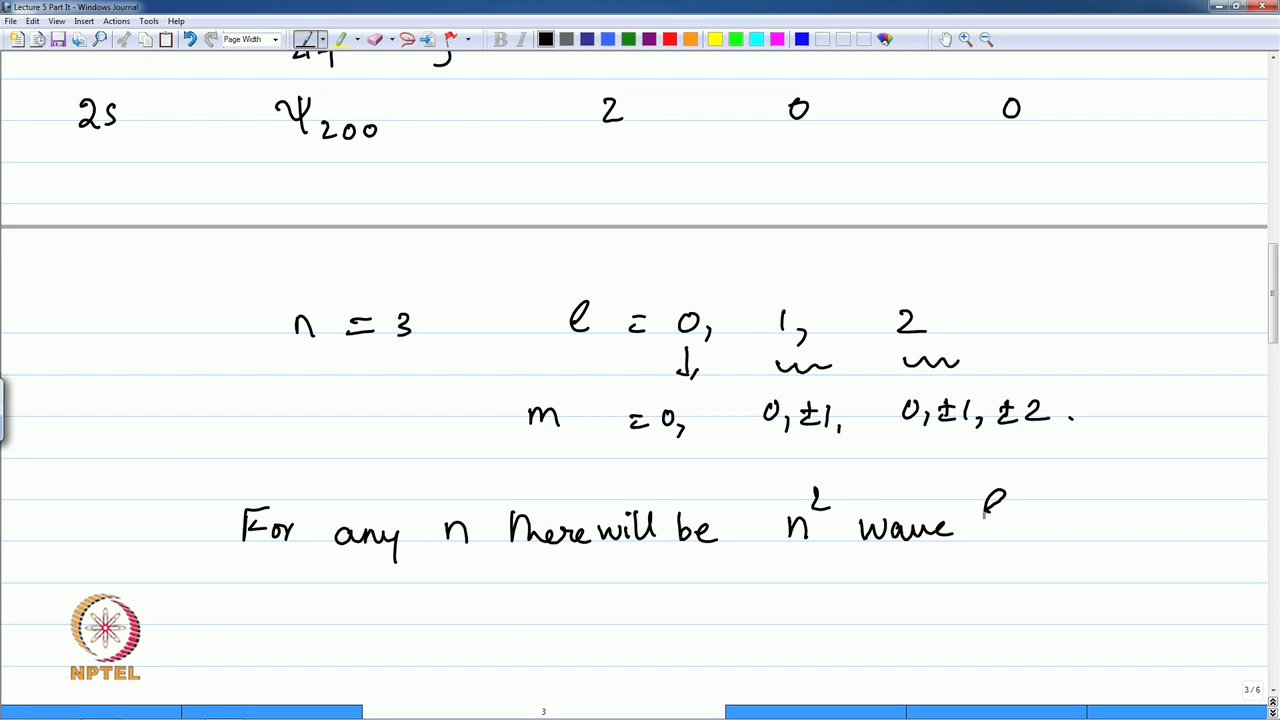 Lecture 5 Part II - Windows Journal
File Edit View Insert Actions Tools Help
Page Width
2s ψ200 2 0 0
n = 3 l = 0, 1, 2
m = 0, 0, ±1, 0, ±1, ±2.
For any n there will be n² wave
NPTEL
3 / 6
3